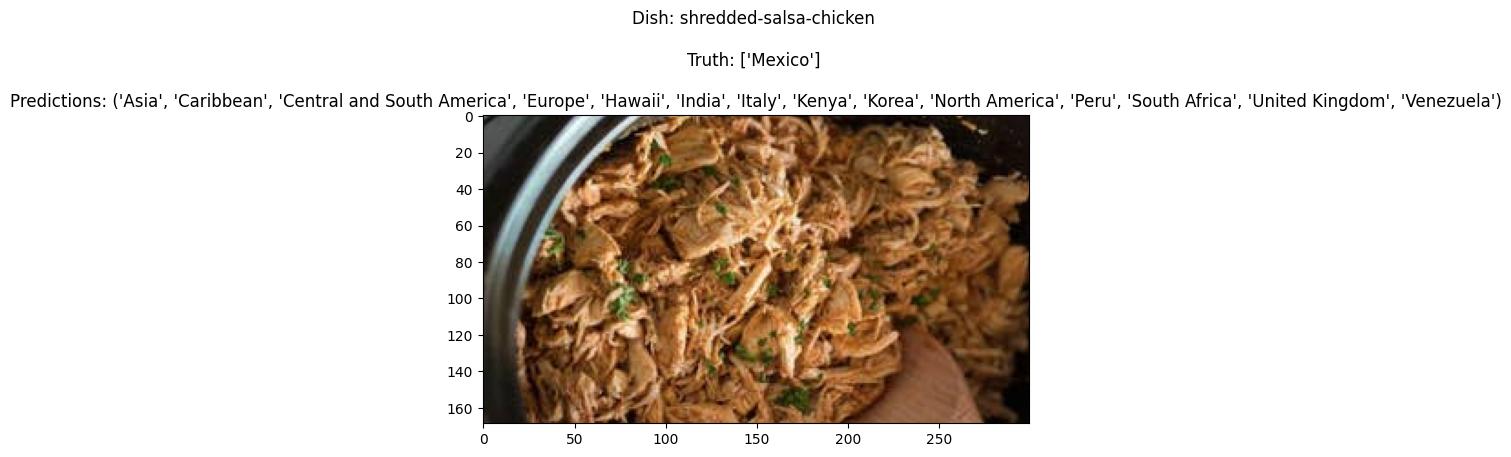 Dish: shredded-salsa-chicken
Truth: ['Mexico']
Predictions: ('Asia', 'Caribbean', 'Central and South America', 'Europe', 'Hawaii', 'India', 'Italy', 'Kenya', 'Korea', 'North America', 'Peru', 'South Africa', 'United Kingdom', 'Venezuela')
0
20
40
60
80
100
120
140
160
0 50 100 150 200 250